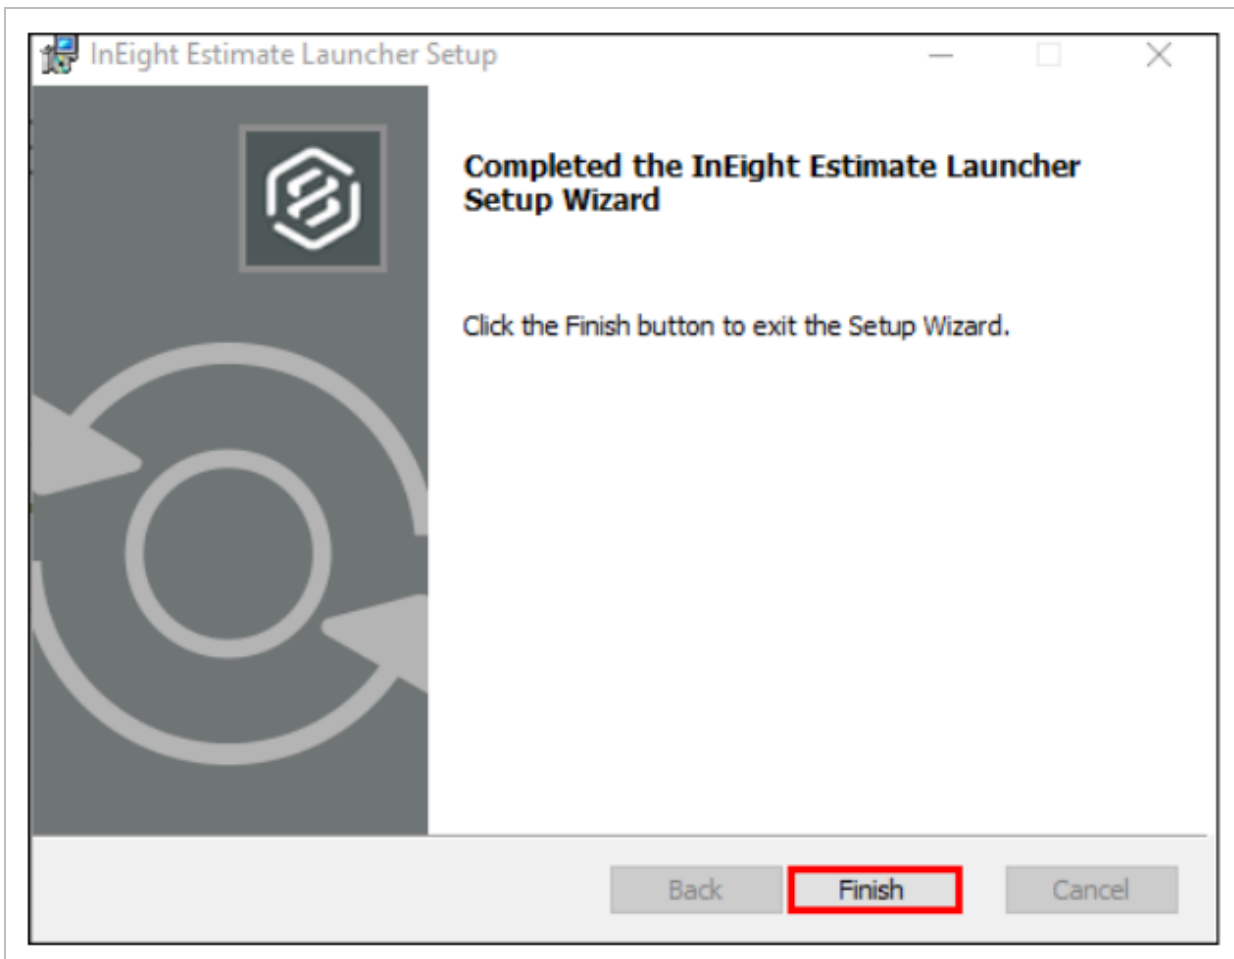 InEight Estimate Launcher Setup
Completed the InEight Estimate Launcher
Setup Wizard
Click the Finish button to exit the Setup Wizard.
Back
Finish
Cancel